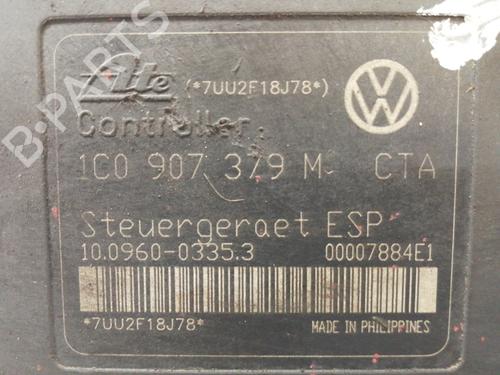 B-PARTS
Ate (*7UU2F18J78*)
Controller.
1C0 907 379 M CTA
Steuergeraet ESP
10.0960-0335.3 00007884E1
*7UU2F18J78* MADE IN PHILIPPINES